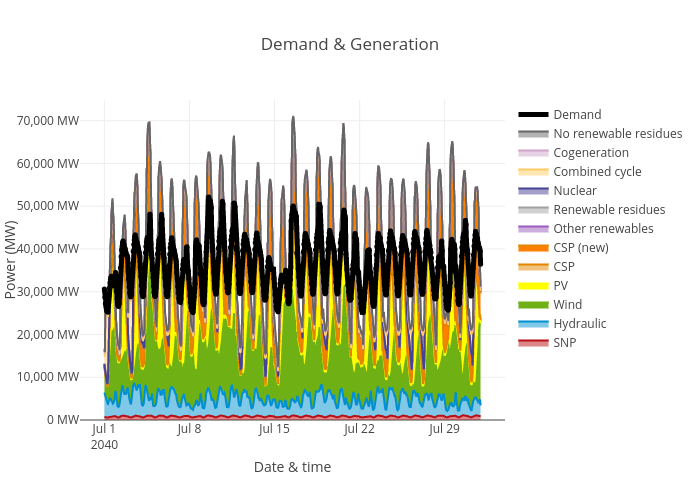 Demand & Generation
70,000 MW
60,000 MW
50,000 MW
40,000 MW
30,000 MW
20,000 MW
10,000 MW
0 MW
Power (MW)
Jul 1
2040
Jul 8
Jul 15
Jul 22
Jul 29
Date & time
Demand
No renewable residues
Cogeneration
Combined cycle
Nuclear
Renewable residues
Other renewables
CSP (new)
CSP
PV
Wind
Hydraulic
SNP